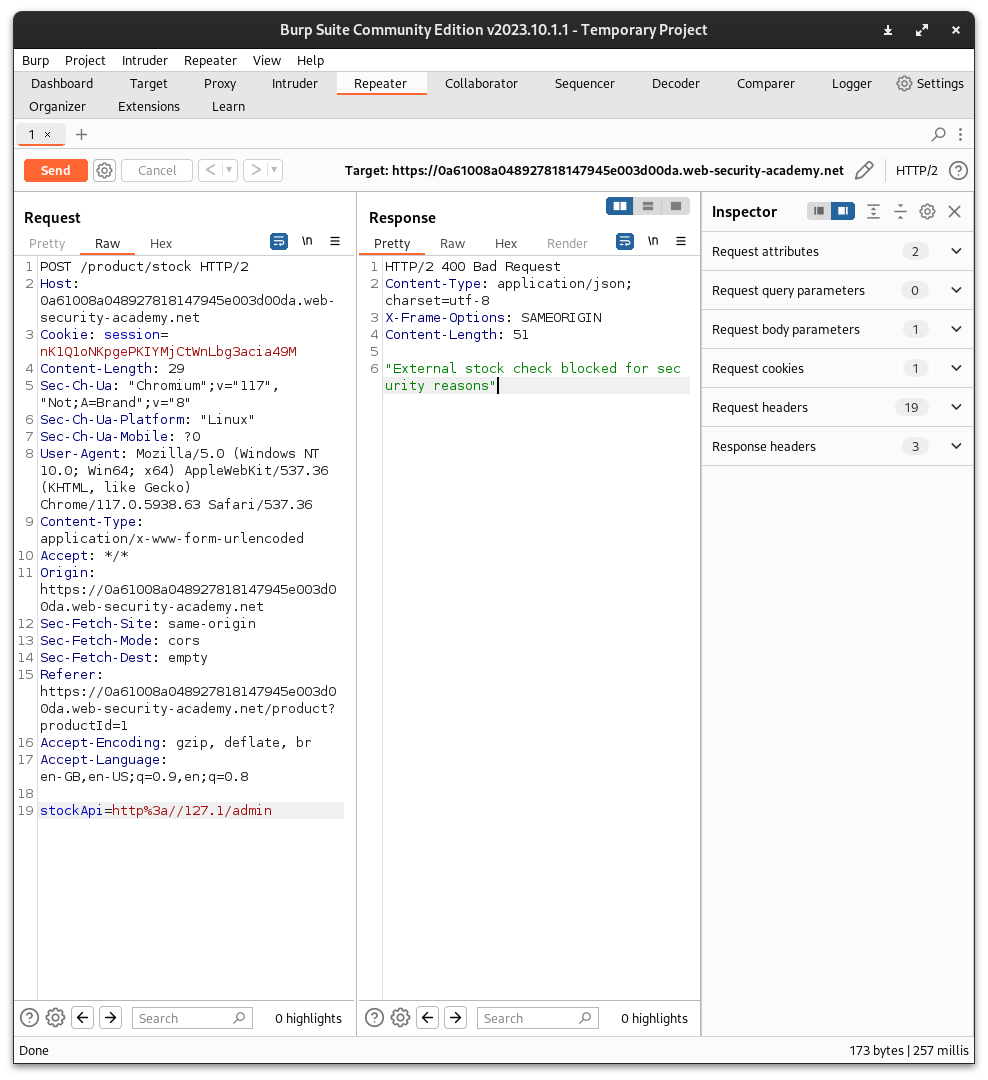 Burp Suite Community Edition v2023.10.1.1 - Temporary Project
Burp Project Intruder Repeater View Help
Dashboard Target Proxy Intruder Repeater Collaborator Sequencer Decoder Comparer Logger Settings
Organizer Extensions Learn
1 × +
Send Cancel < > Target: https://0a61008a048927818147945e003d00da.web-security-academy.net HTTP/2 ?
Request
Pretty Raw Hex \n
1 POST /product/stock HTTP/2
2 Host:
0a61008a048927818147945e003d00da.web-
security-academy.net
3 Cookie: session=
nK1Q1oNKpgePKIYMjCtWnLbg3acia49M
4 Content-Length: 29
5 Sec-Ch-Ua: "Chromium";v="117",
"Not;A=Brand";v="8"
6 Sec-Ch-Ua-Platform: "Linux"
7 Sec-Ch-Ua-Mobile: ?0
8 User-Agent: Mozilla/5.0 (Windows NT
10.0; Win64; x64) AppleWebKit/537.36
(KHTML, like Gecko)
Chrome/117.0.5938.63 Safari/537.36
9 Content-Type:
application/x-www-form-urlencoded
10 Accept: */*
11 Origin:
https://0a61008a048927818147945e003d0
0da.web-security-academy.net
12 Sec-Fetch-Site: same-origin
13 Sec-Fetch-Mode: cors
14 Sec-Fetch-Dest: empty
15 Referer:
https://0a61008a048927818147945e003d0
0da.web-security-academy.net/product?
productId=1
16 Accept-Encoding: gzip, deflate, br
17 Accept-Language:
en-GB,en-US;q=0.9,en;q=0.8
18
19 stockApi=http%3a//127.1/admin
? Search 0 highlights
Response
Pretty Raw Hex Render \n
1 HTTP/2 400 Bad Request
2 Content-Type: application/json;
charset=utf-8
3 X-Frame-Options: SAMEORIGIN
4 Content-Length: 51
5
6 "External stock check blocked for sec
urity reasons"
? Search 0 highlights
Inspector
Request attributes 2
Request query parameters 0
Request body parameters 1
Request cookies 1
Request headers 19
Response headers 3
Done 173 bytes | 257 millis